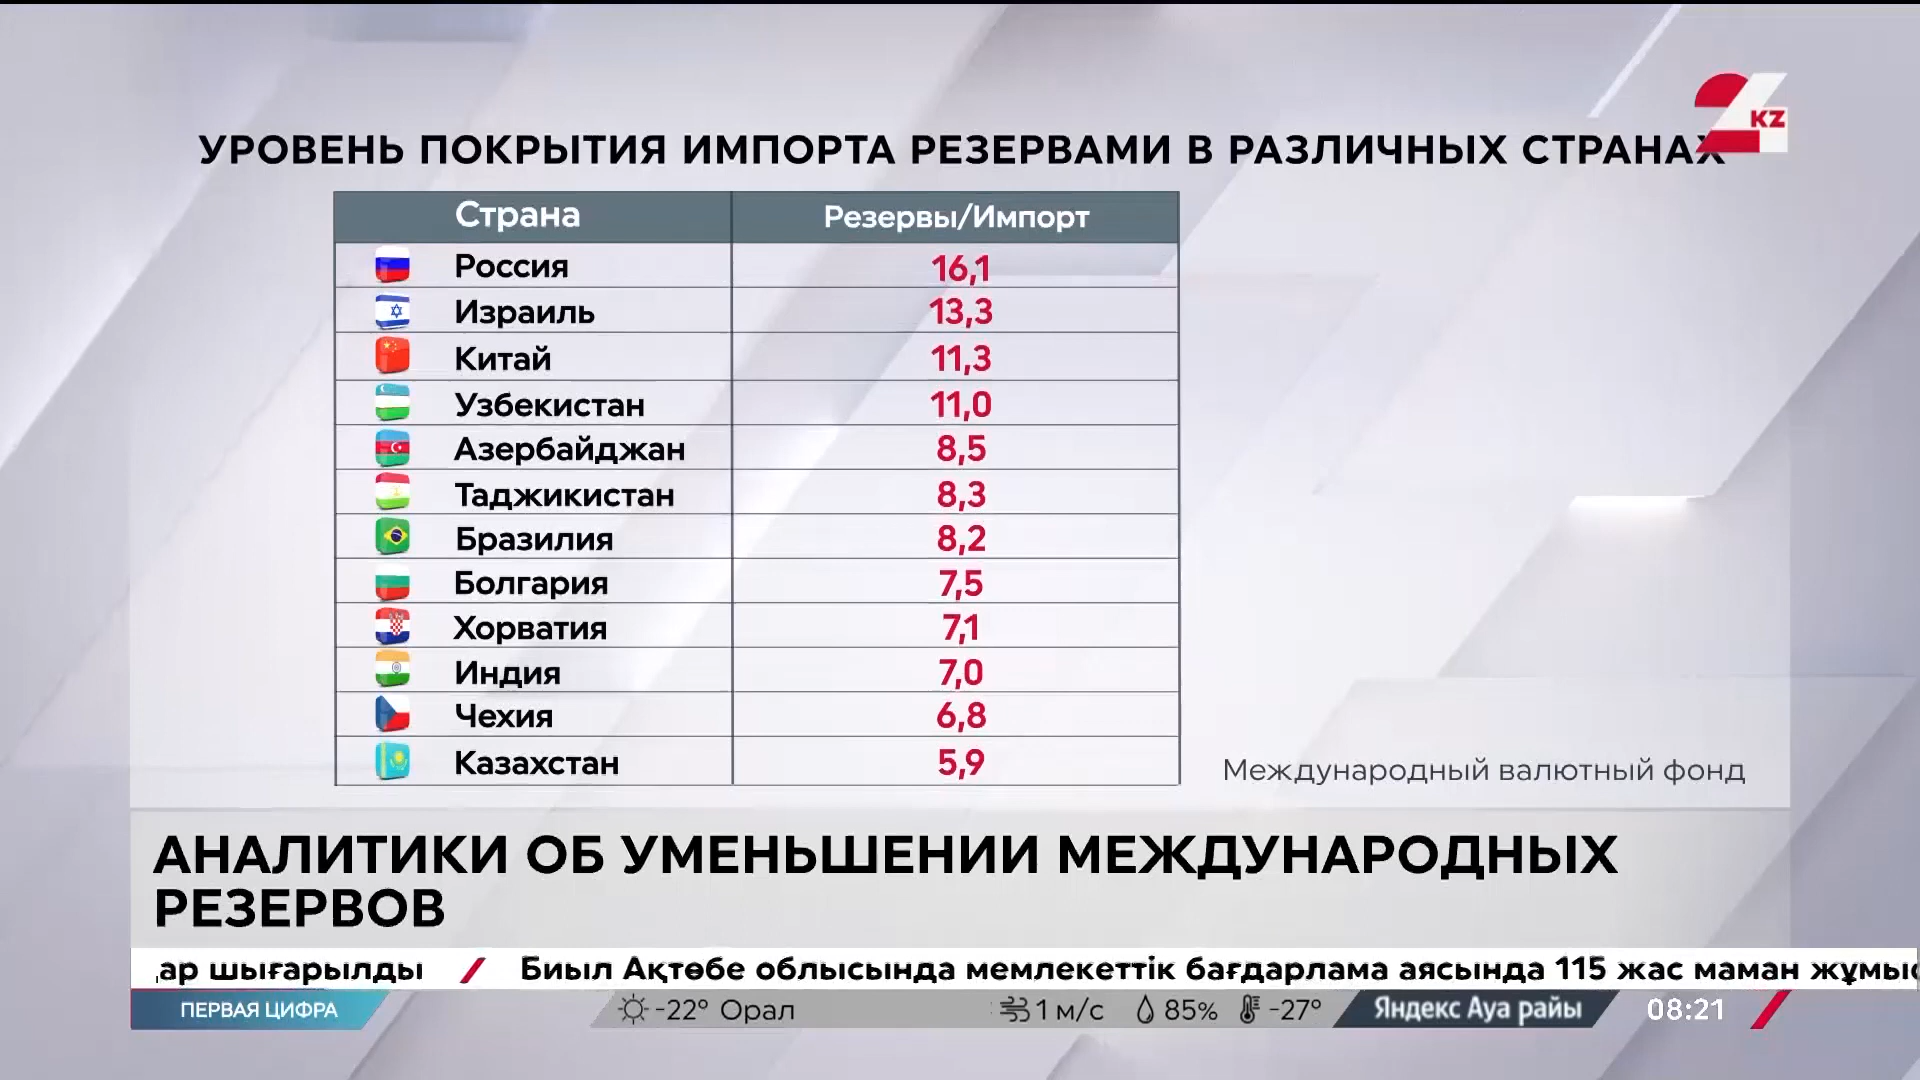 24 KZ
УРОВЕНЬ ПОКРЫТИЯ ИМПОРТА РЕЗЕРВАМИ В РАЗЛИЧНЫХ СТРАНАХ
Страна Резервы/Импорт
Россия 16,1
Израиль 13,3
Китай 11,3
Узбекистан 11,0
Азербайджан 8,5
Таджикистан 8,3
Бразилия 8,2
Болгария 7,5
Хорватия 7,1
Индия 7,0
Чехия 6,8
Казахстан 5,9
Международный валютный фонд
АНАЛИТИКИ ОБ УМЕНЬШЕНИИ МЕЖДУНАРОДНЫХ
РЕЗЕРВОВ
шығарылды / Биыл Ақтөбе облысында мемлекеттік бағдарлама аясында 115 жас маман
ПЕРВАЯ ЦИФРА -22° Орал 1 м/с 85% -27° Яндекс Ауа райы 08:21